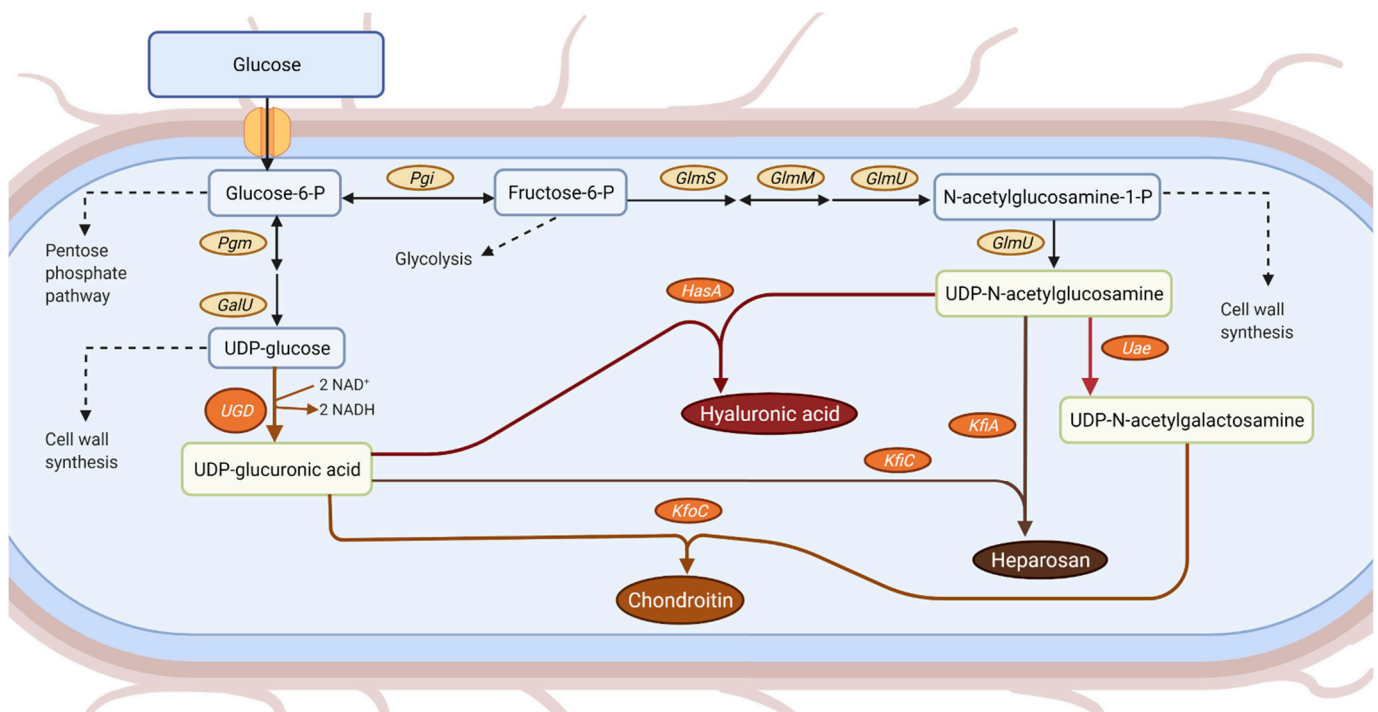 Glucose
Glucose-6-P
Pgi
Fructose-6-P
GlmS
GlmM
GlmU
N-acetylglucosamine-1-P
Pentose
phosphate
pathway
Pgm
Glycolysis
GlmU
GalU
HasA
UDP-N-acetylglucosamine
Cell wall
synthesis
UDP-glucose
Uae
2 NAD⁺
UGD
2 NADH
Hyaluronic acid
UDP-N-acetylgalactosamine
KfiA
Cell wall
synthesis
UDP-glucuronic acid
KfiC
KfoC
Heparosan
Chondroitin